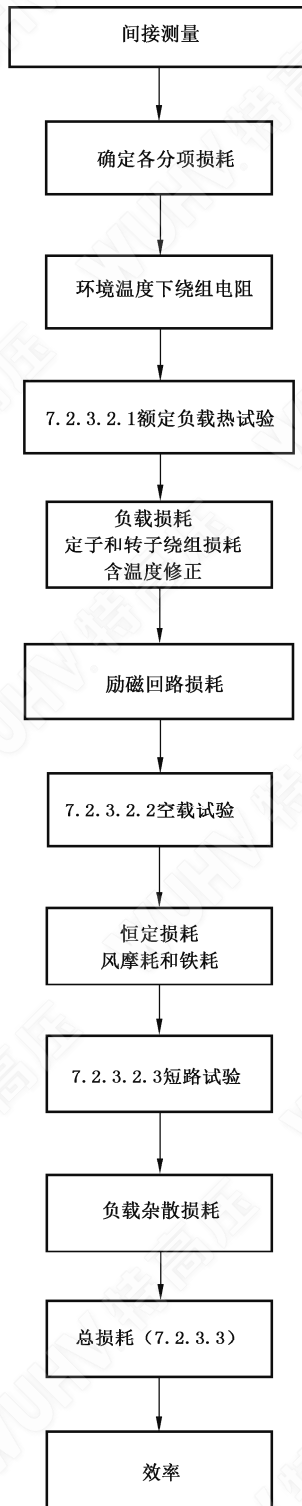 间接测量
确定各分项损耗
环境温度下绕组电阻
7.2.3.2.1额定负载热试验
负载损耗
定子和转子绕组损耗
含温度修正
励磁回路损耗
7.2.3.2.2空载试验
恒定损耗
风摩耗和铁耗
7.2.3.2.3短路试验
负载杂散损耗
总损耗（7.2.3.3）
效率
WUHV.特高压